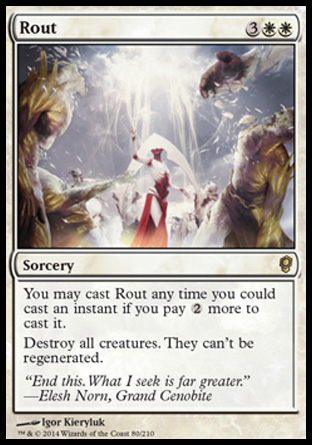 Rout 3
Sorcery
You may cast Rout any time you could
cast an instant if you pay 2 more to
cast it.
Destroy all creatures. They can't be
regenerated.
"End this. What I seek is far greater."
—Elesh Norn, Grand Cenobite
Igor Kieryluk
™ & © 2014 Wizards of the Coast 80/210